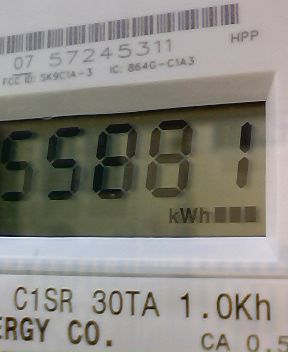 07 57245311
HPP
FCC ID: SK9C1A-3 IC: 864G-C1A3
55881
kWh
C1SR 30TA 1.0Kh
ERGY CO.
CA 0.5